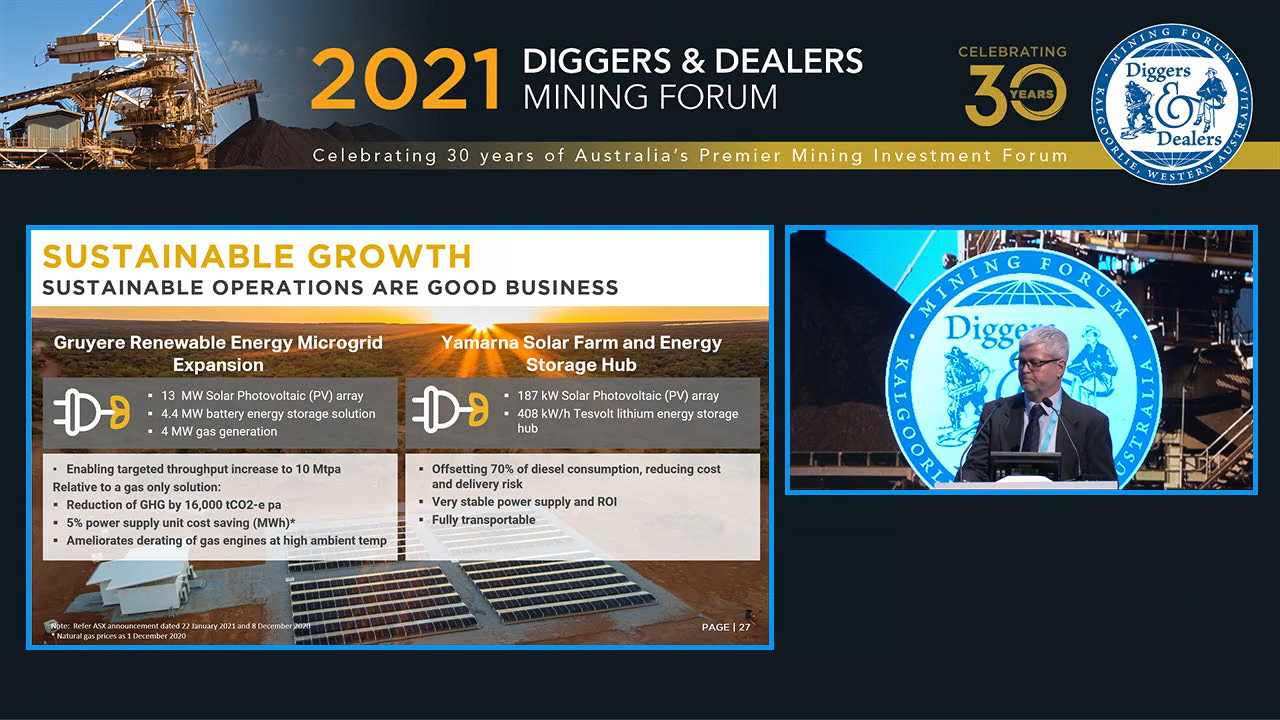 2021 DIGGERS & DEALERS
MINING FORUM
CELEBRATING
30 YEARS
Celebrating 30 years of Australia's Premier Mining Investment Forum
MINING FORUM
Diggers
&
Dealers
KALGOORLIE, WESTERN AUSTRALIA
SUSTAINABLE GROWTH
SUSTAINABLE OPERATIONS ARE GOOD BUSINESS
Gruyere Renewable Energy Microgrid
Expansion
▪ 13 MW Solar Photovoltaic (PV) array
▪ 4.4 MW battery energy storage solution
▪ 4 MW gas generation
• Enabling targeted throughput increase to 10 Mtpa
Relative to a gas only solution:
▪ Reduction of GHG by 16,000 tCO2-e pa
▪ 5% power supply unit cost saving (MWh)*
▪ Ameliorates derating of gas engines at high ambient temp
Yamarna Solar Farm and Energy
Storage Hub
▪ 187 kW Solar Photovoltaic (PV) array
▪ 408 kW/h Tesvolt lithium energy storage
hub
▪ Offsetting 70% of diesel consumption, reducing cost
and delivery risk
▪ Very stable power supply and ROI
▪ Fully transportable
Note: Refer ASX announcement dated 22 January 2021 and 8 December 2020
* Natural gas prices as 1 December 2020
PAGE | 27
MINING FORUM
Diggers
KALGOORL
AUSTRALIA